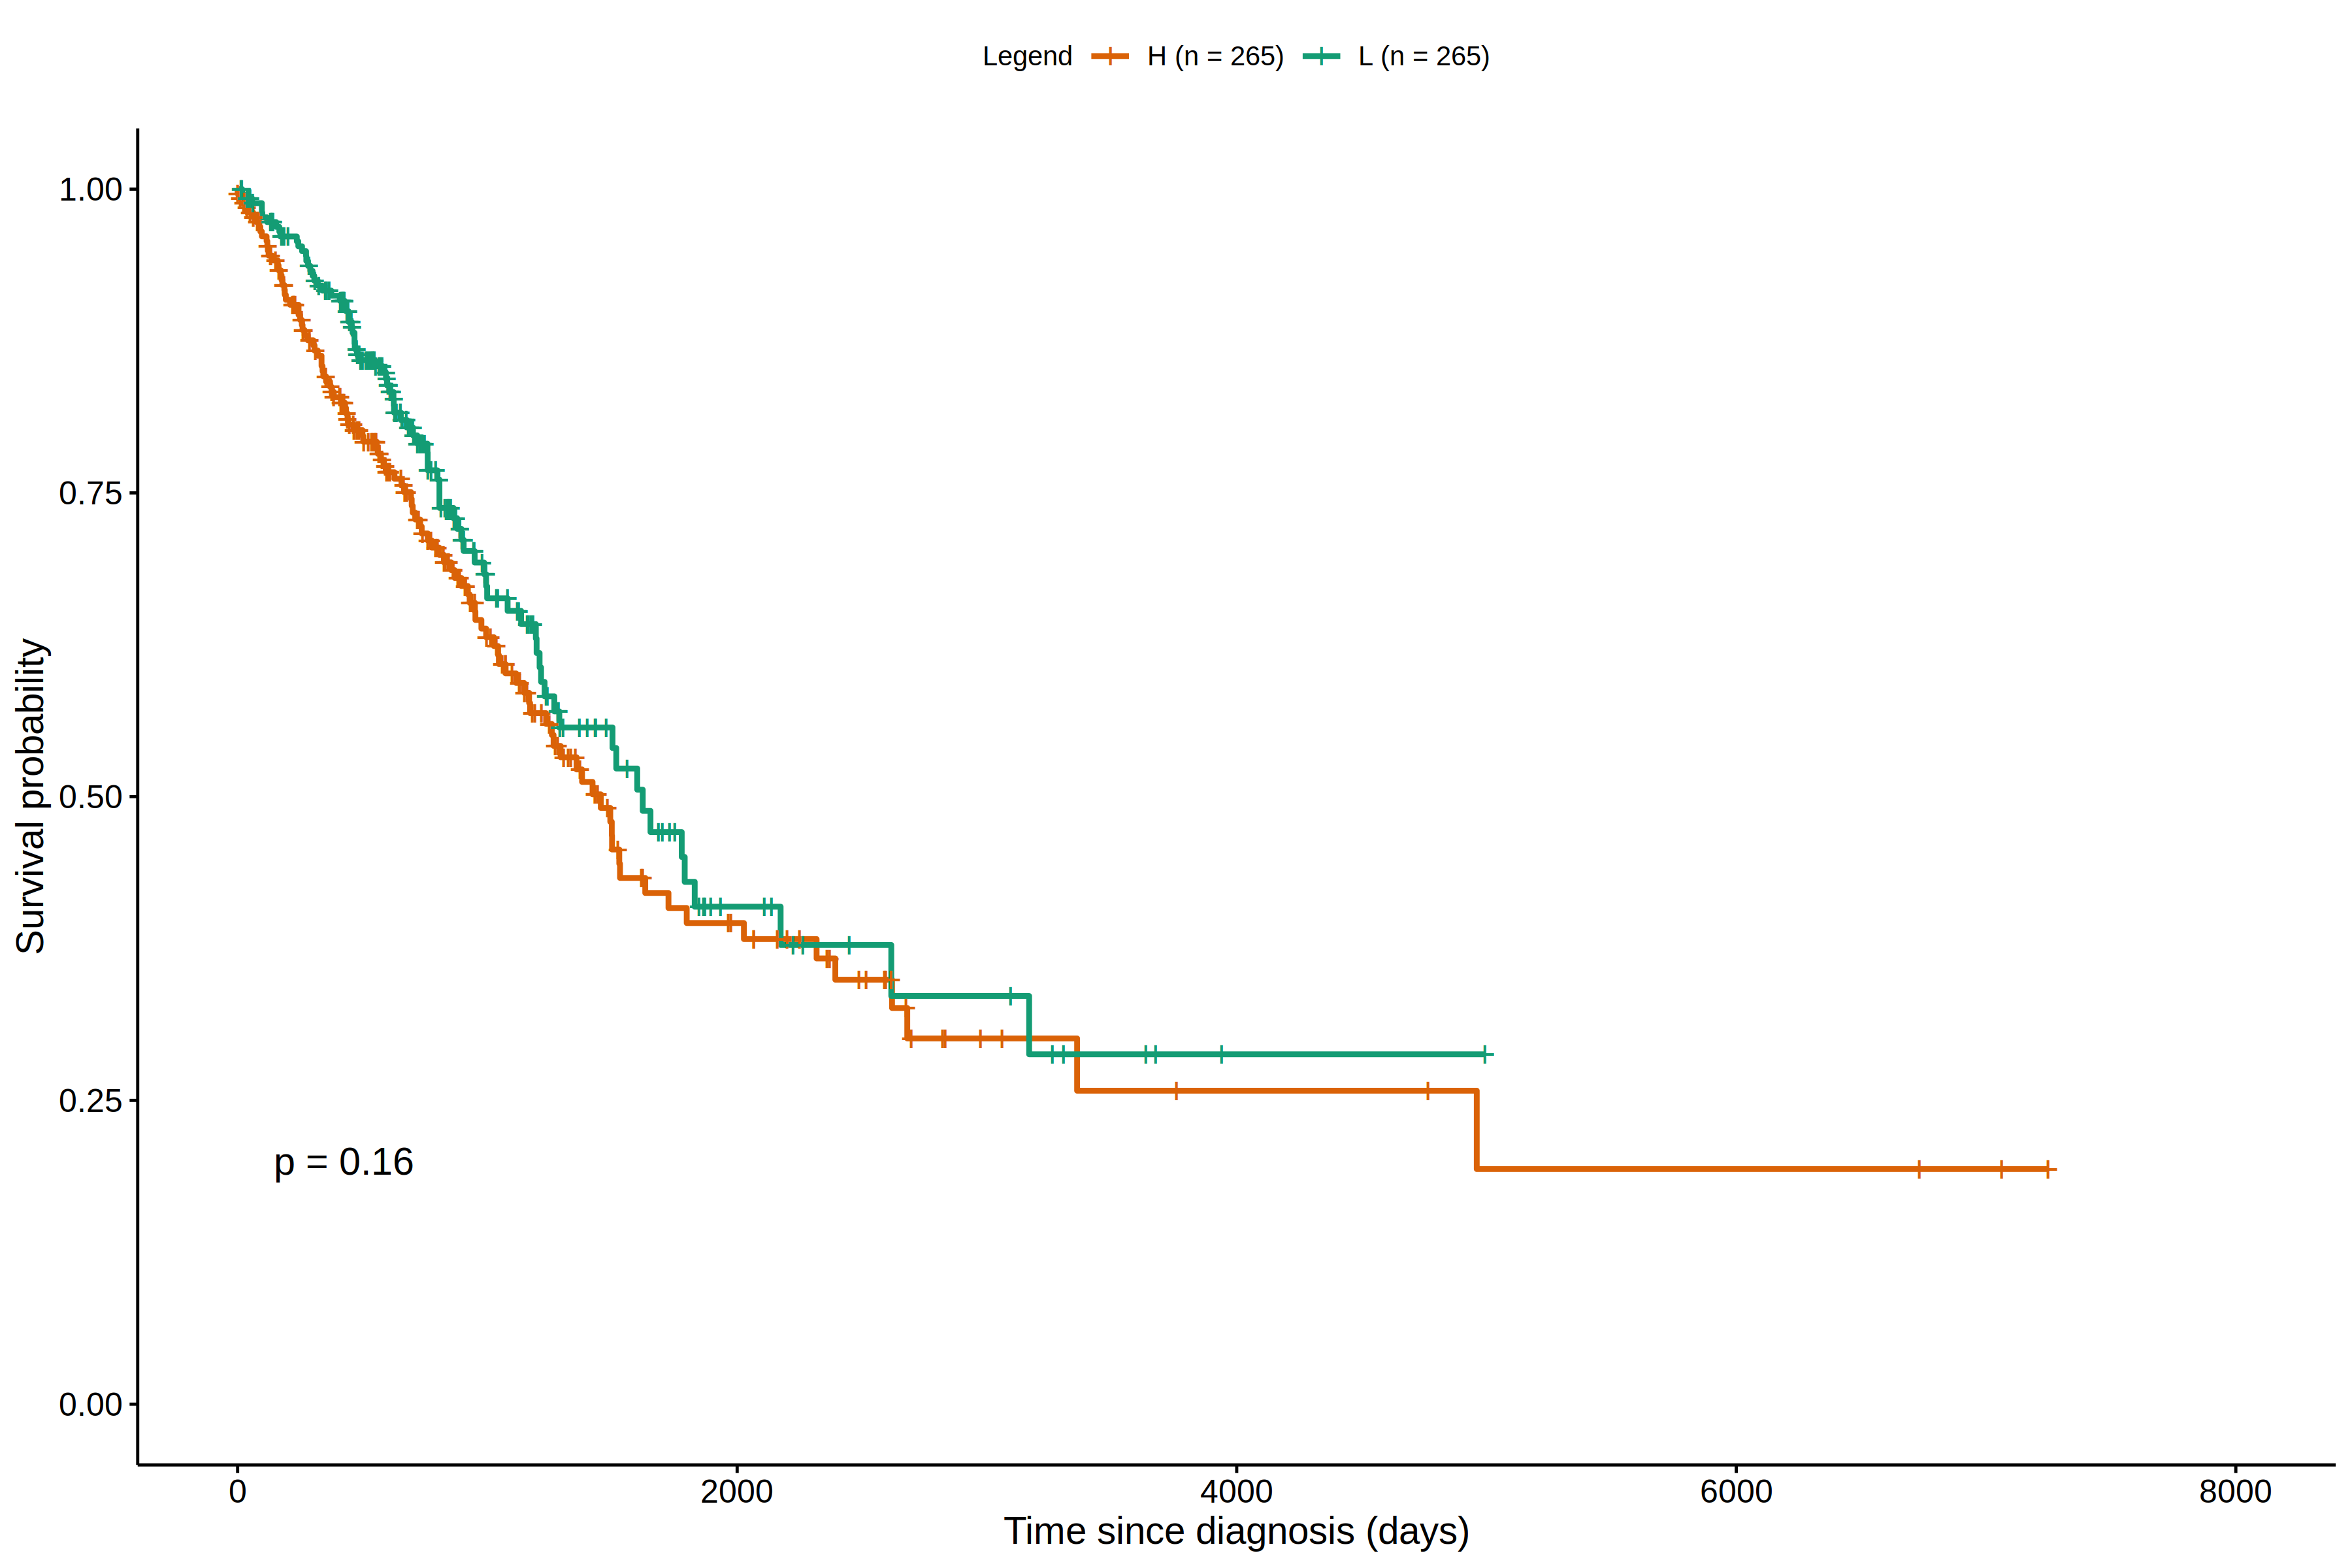 Legend H (n = 265) L (n = 265)
1.00
0.75
0.50
0.25
0.00
Survival probability
p = 0.16
0 2000 4000 6000 8000
Time since diagnosis (days)